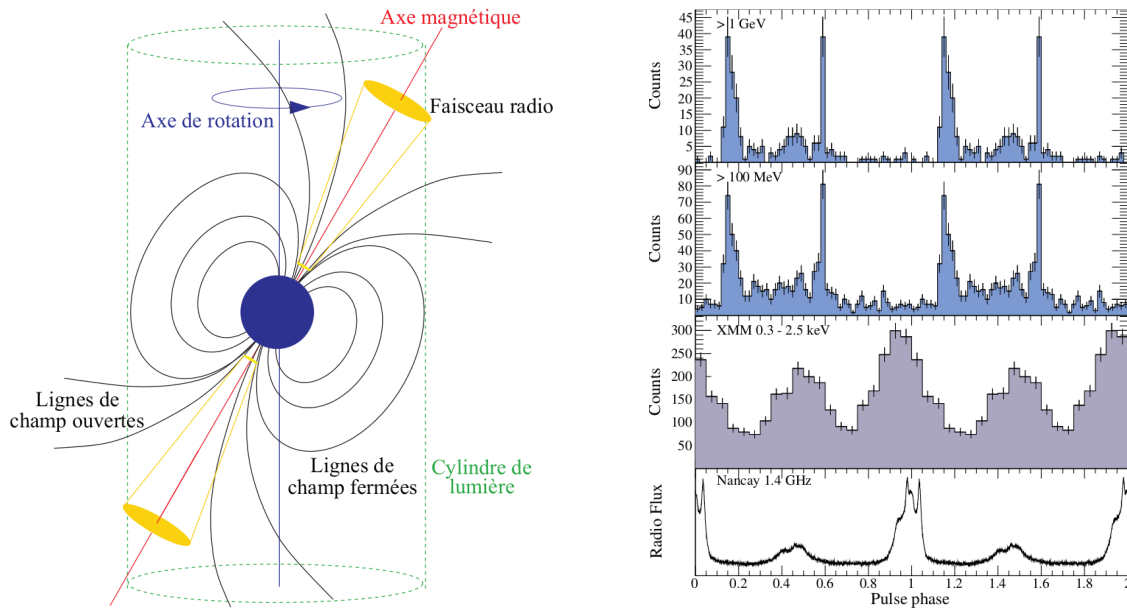 Axe magnétique
Faisceau radio
Axe de rotation
Lignes de
champ ouvertes
Lignes de
champ fermées
Cylindre de
lumière
> 1 GeV
Counts
45
40
35
30
25
20
15
10
5
> 100 MeV
Counts
90
80
70
60
50
40
30
20
10
0
XMM 0.3 - 2.5 keV
Counts
300
250
200
150
100
50
Nancay 1.4 GHz
Radio Flux
0 0.2 0.4 0.6 0.8 1 1.2 1.4 1.6 1.8 2
Pulse phase